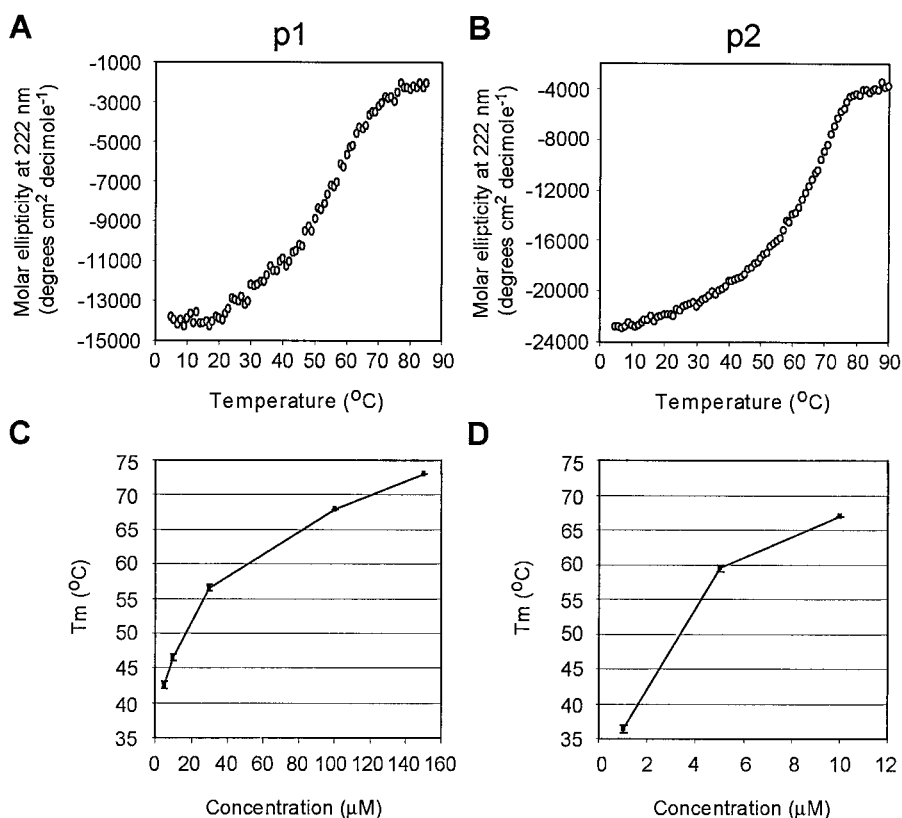 A
p1
Molar ellipticity at 222 nm
(degrees cm² decimole⁻¹)
-1000
-3000
-5000
-7000
-9000
-11000
-13000
-15000
0 10 20 30 40 50 60 70 80 90
Temperature (ºC)
B
p2
Molar ellipticity at 222 nm
(degrees cm² decimole⁻¹)
-4000
-8000
-12000
-16000
-20000
-24000
0 10 20 30 40 50 60 70 80 90
Temperature (ºC)
C
Tm (ºC)
75
70
65
60
55
50
45
40
35
0 20 40 60 80 100 120 140 160
Concentration (μM)
D
Tm (ºC)
75
70
65
60
55
50
45
40
35
0 2 4 6 8 10 12
Concentration (μM)